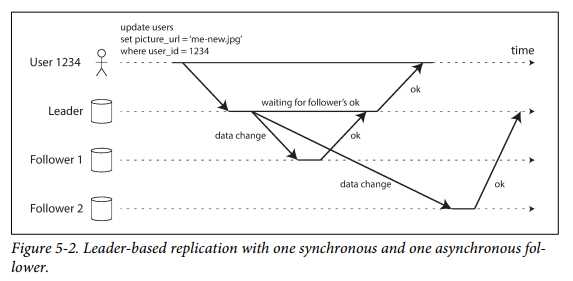 update users
set picture_url = 'me-new.jpg'
where user_id = 1234
time
User 1234
ok
Leader
waiting for follower's ok
data change
ok
Follower 1
data change
ok
Follower 2
Figure 5-2. Leader-based replication with one synchronous and one asynchronous fol-
lower.